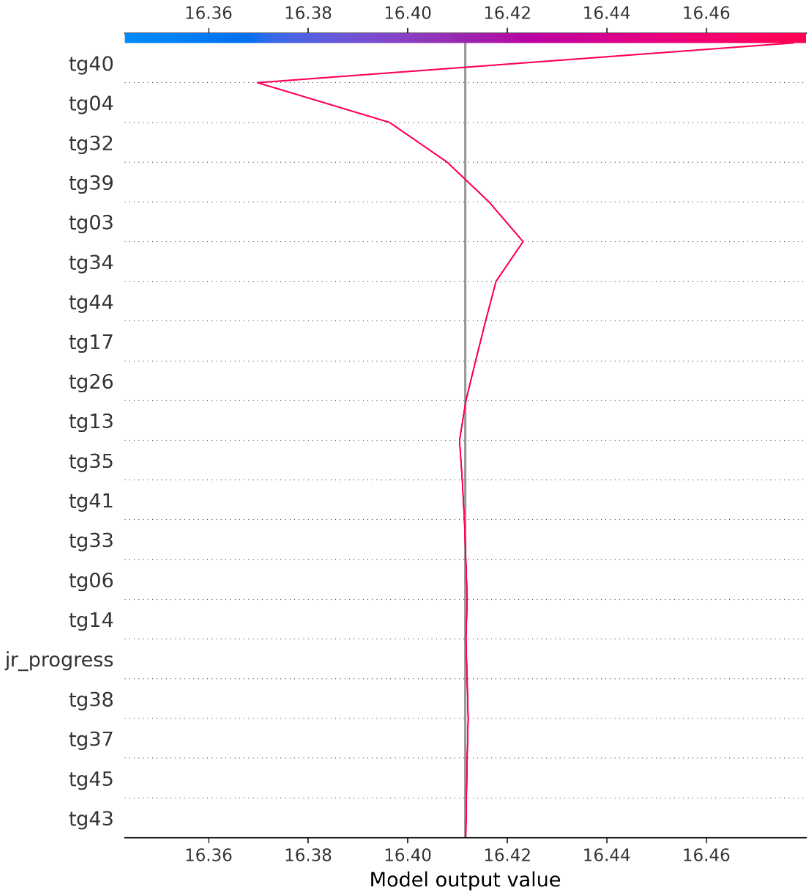 16.36 16.38 16.40 16.42 16.44 16.46
tg40
tg04
tg32
tg39
tg03
tg34
tg44
tg17
tg26
tg13
tg35
tg41
tg33
tg06
tg14
jr_progress
tg38
tg37
tg45
tg43
16.36 16.38 16.40 16.42 16.44 16.46
Model output value